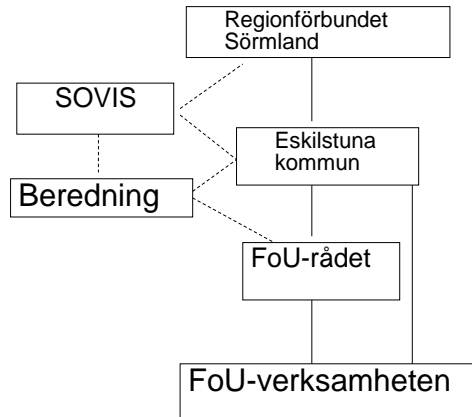 Regionförbundet
Sörmland
SOVIS
Eskilstuna
kommun
Beredning
FoU-rådet
FoU-verksamheten